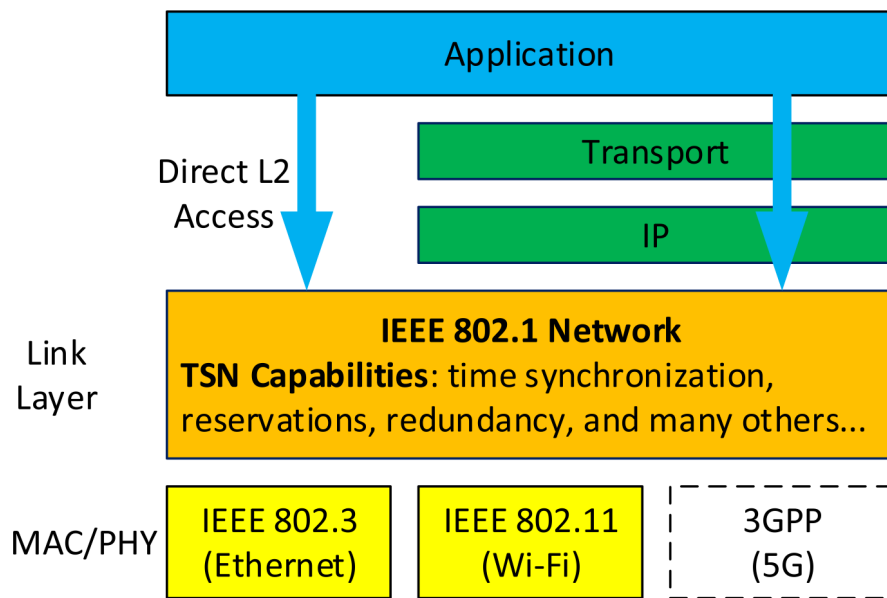 Application
Direct L2
Access
Transport
IP
Link
Layer
IEEE 802.1 Network
TSN Capabilities: time synchronization,
reservations, redundancy, and many others...
MAC/PHY
IEEE 802.3
(Ethernet)
IEEE 802.11
(Wi-Fi)
3GPP
(5G)